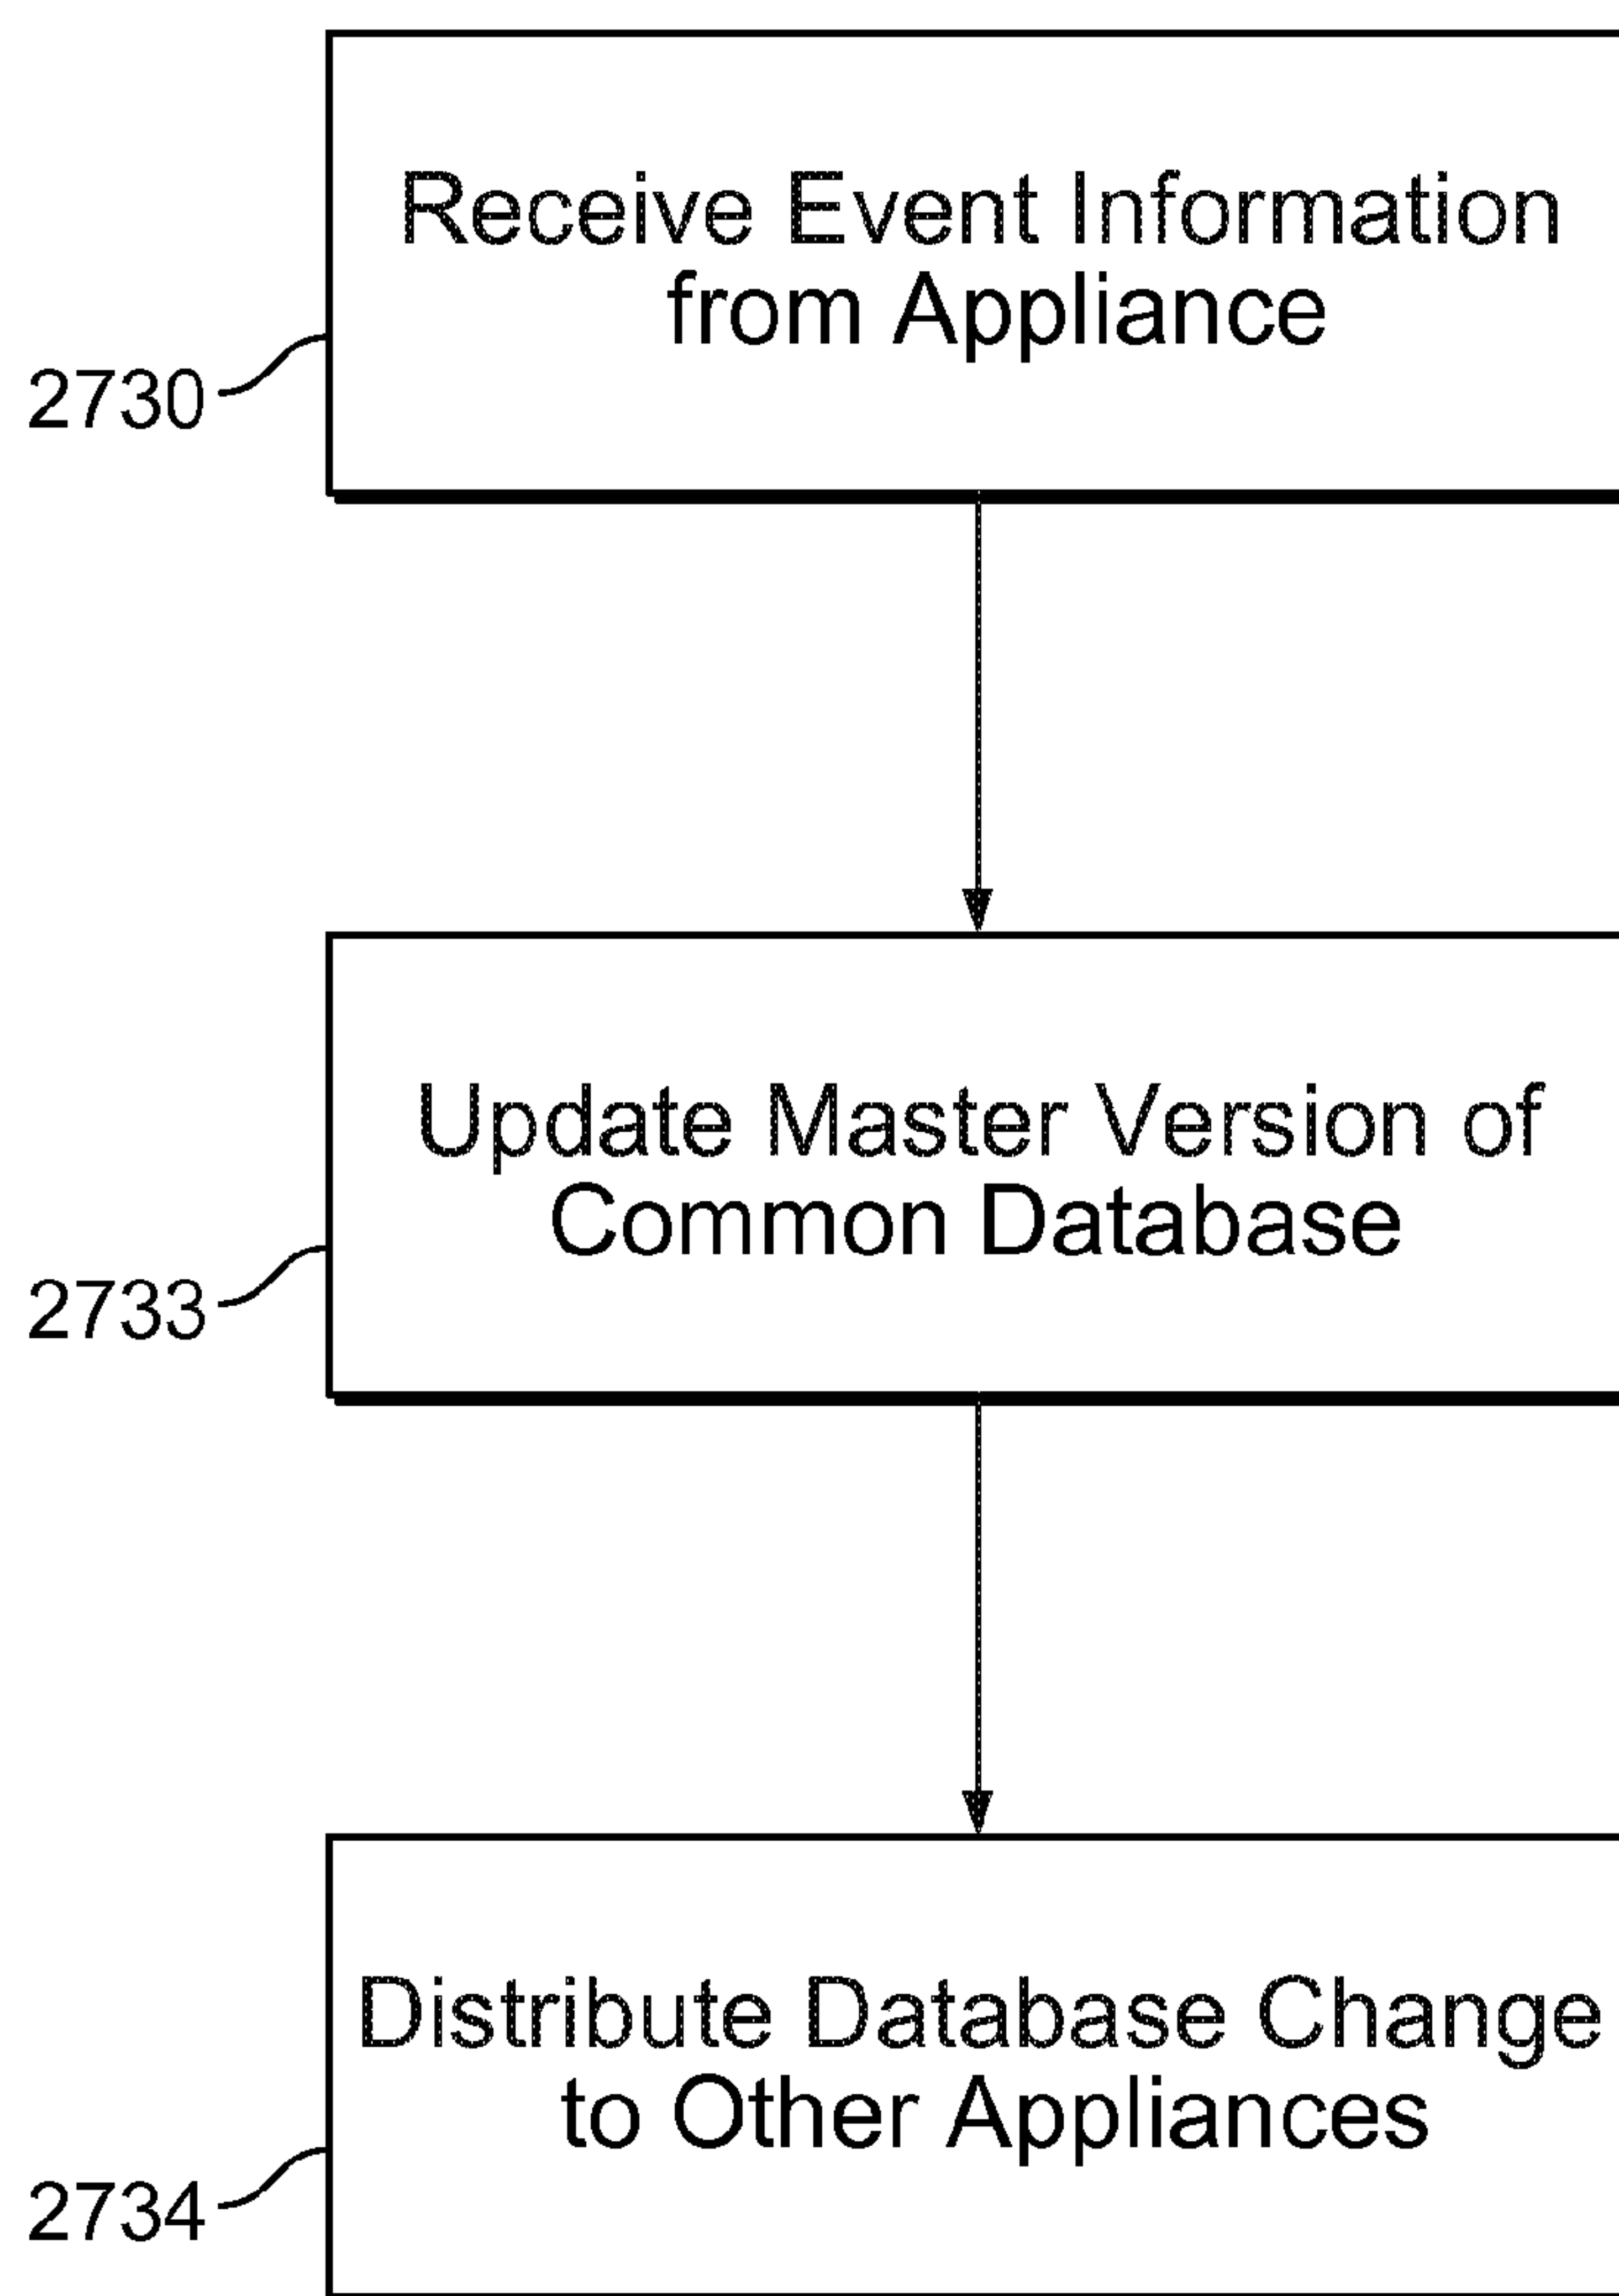 Receive Event Information
from Appliance
2730
Update Master Version of
Common Database
2733
Distribute Database Change
to Other Appliances
2734